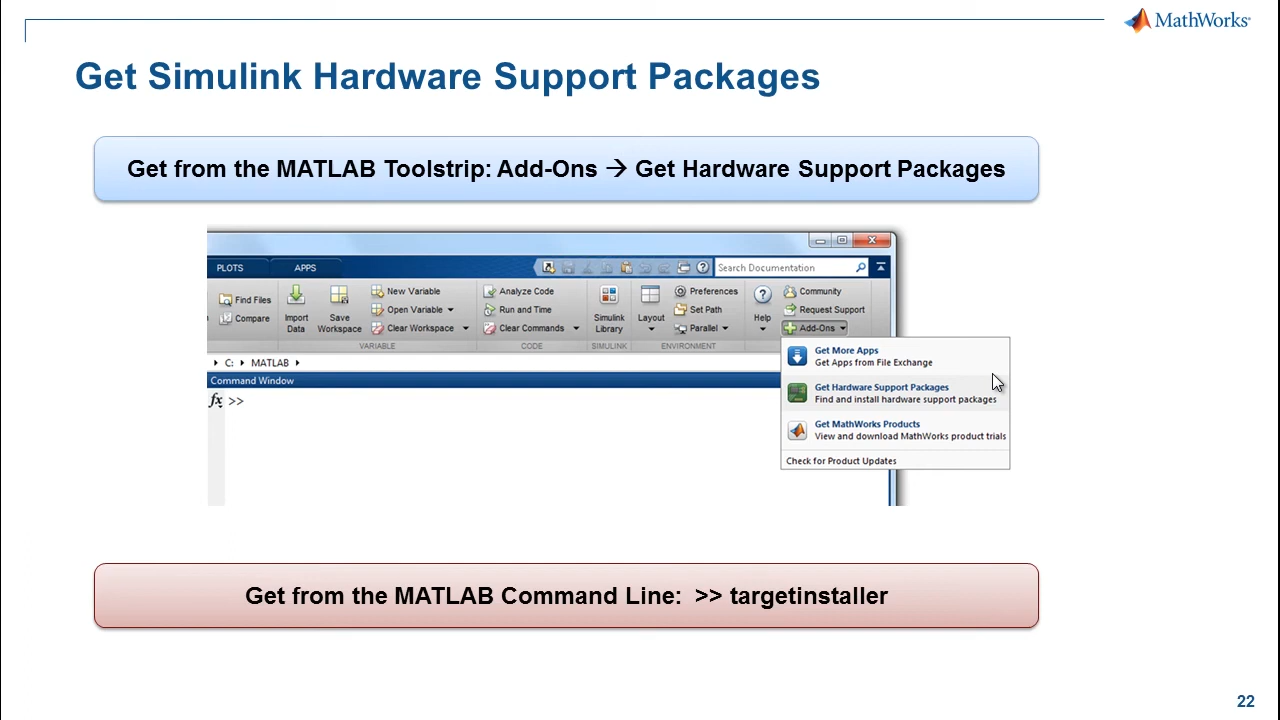 MathWorks®
Get Simulink Hardware Support Packages
Get from the MATLAB Toolstrip: Add-Ons → Get Hardware Support Packages
PLOTS APPS Search Documentation
Find Files
Compare
Import Data
Save Workspace
New Variable
Open Variable
Clear Workspace
VARIABLE
Analyze Code
Run and Time
Clear Commands
CODE
Simulink Library
SIMULINK
Layout
Preferences
Set Path
Parallel
ENVIRONMENT
Help
Community
Request Support
Add-Ons
C: MATLAB
Command Window
fx >>
Get More Apps
Get Apps from File Exchange
Get Hardware Support Packages
Find and install hardware support packages
Get MathWorks Products
View and download MathWorks product trials
Check for Product Updates
Get from the MATLAB Command Line: >> targetinstaller
22